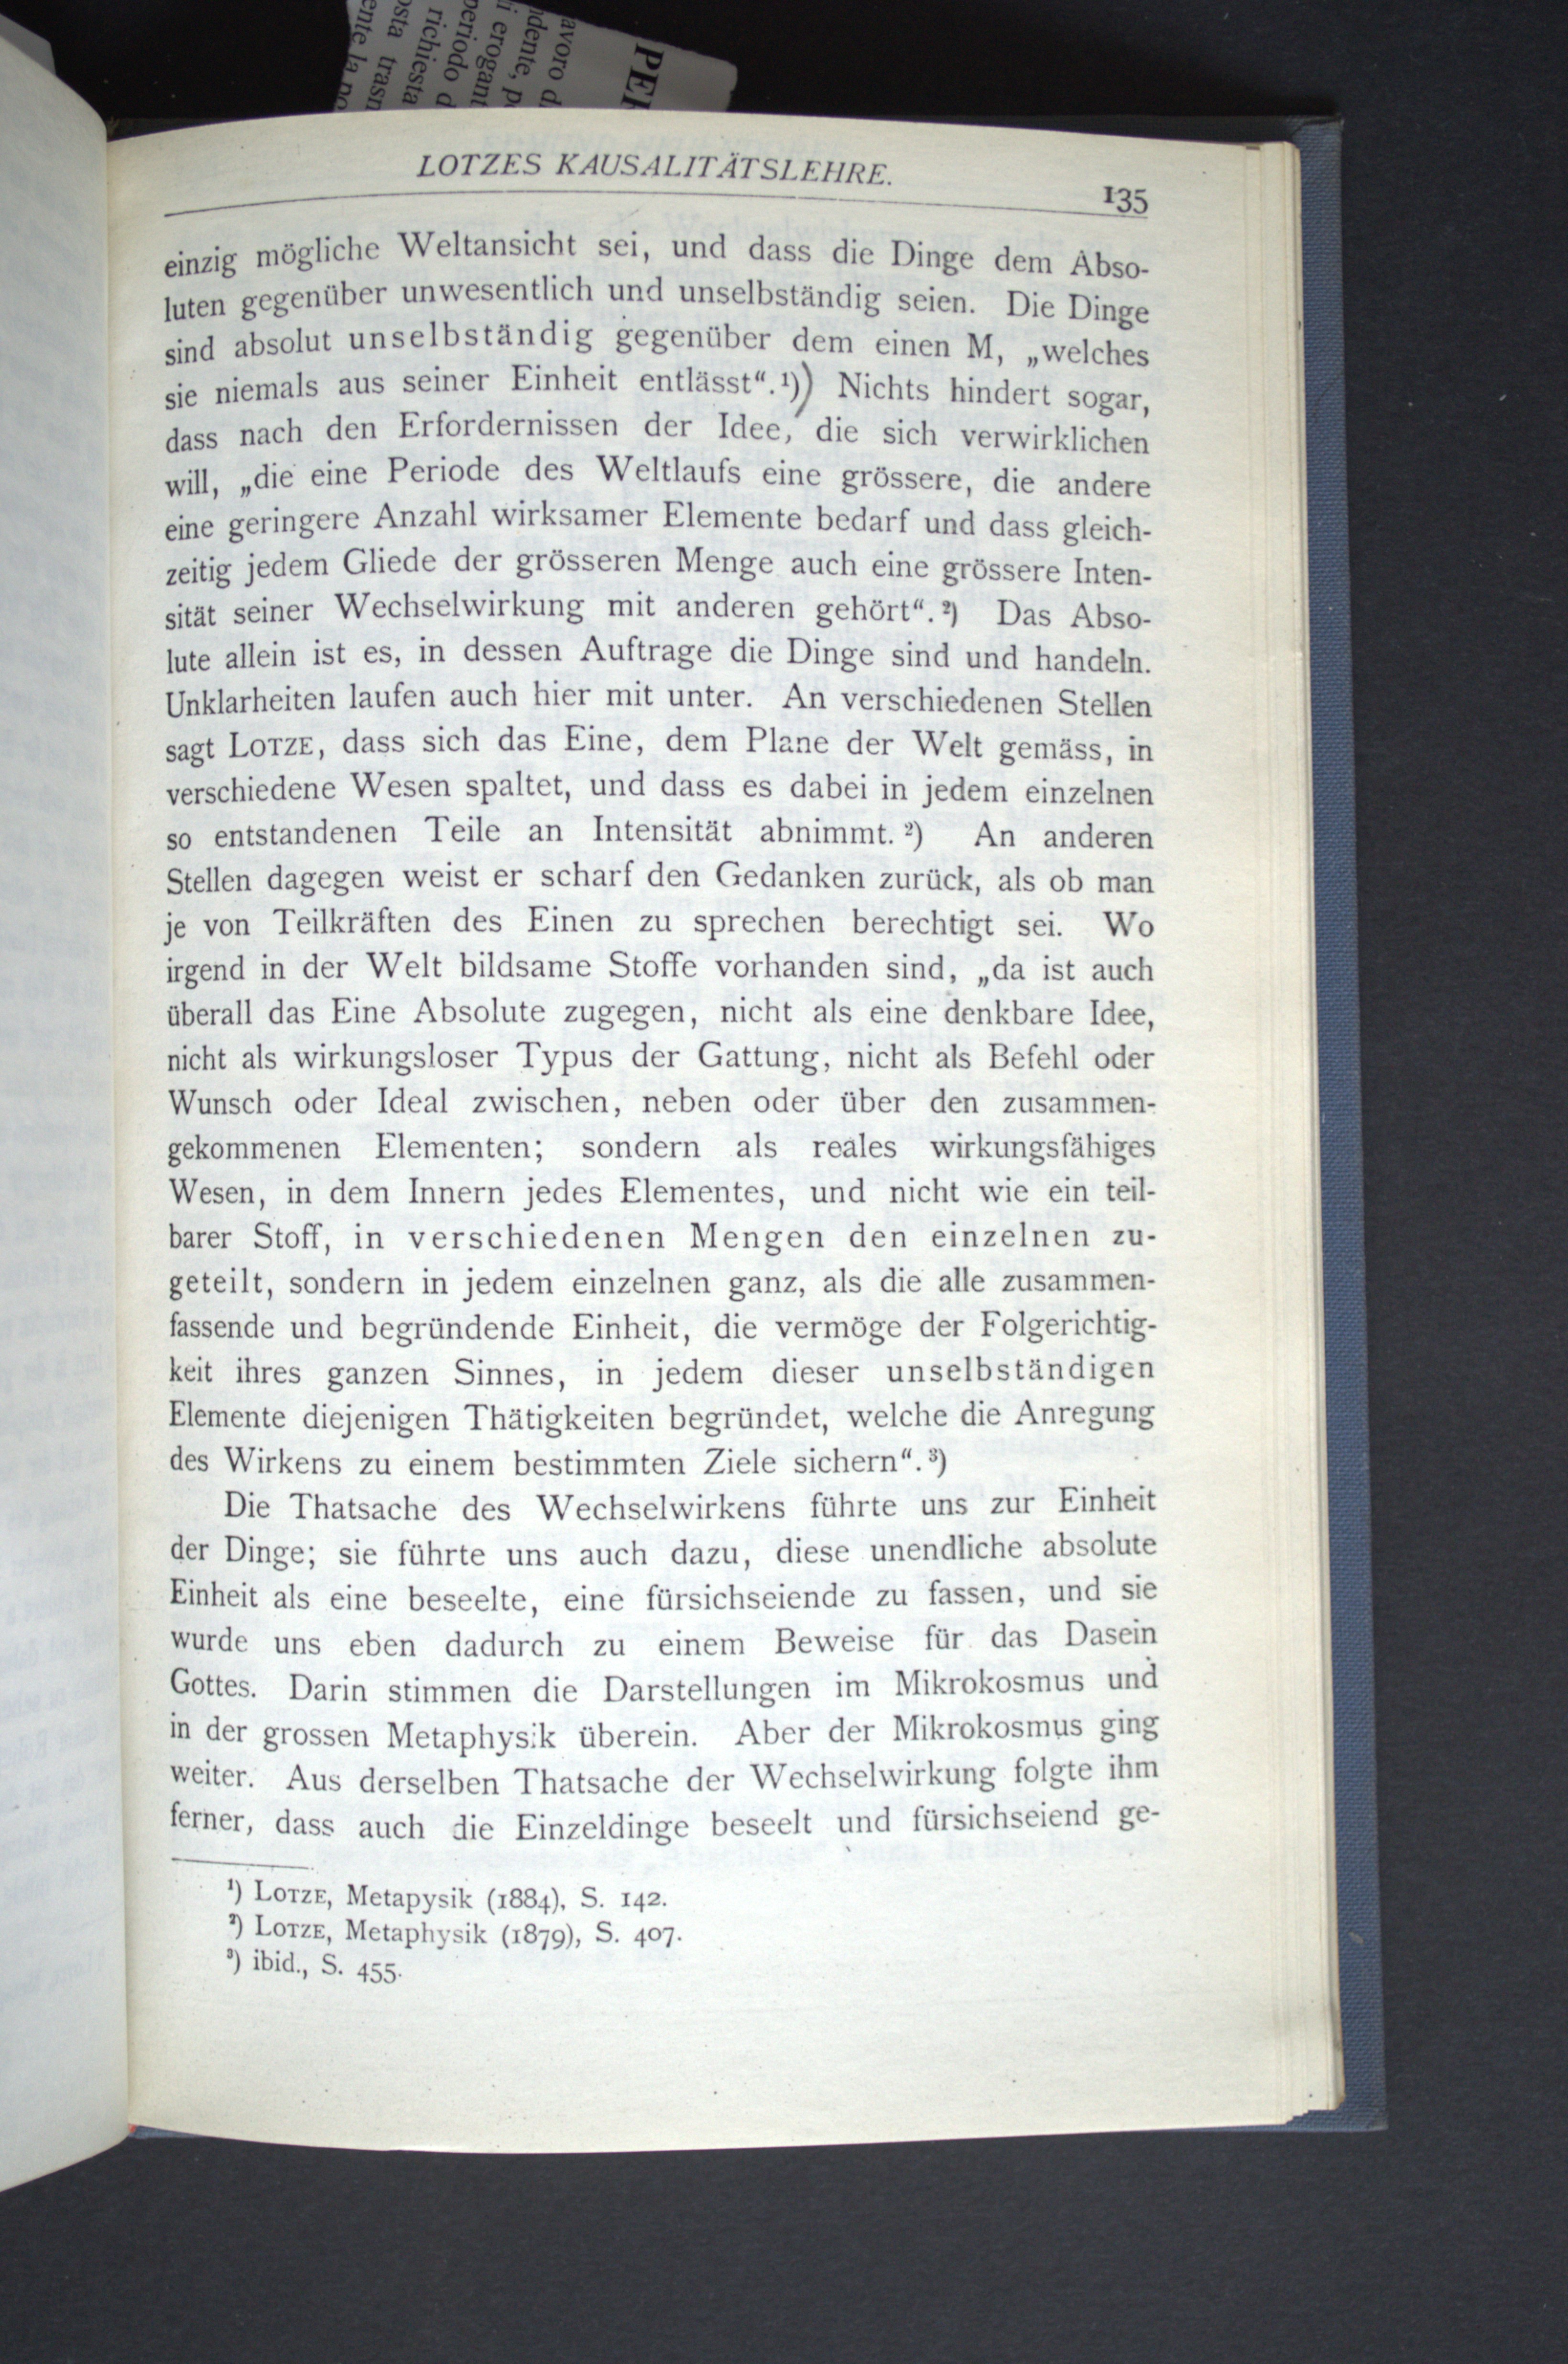 LOTZES KAUSALITÄTSLEHRE.
135
einzig mögliche Weltansicht sei, und dass die Dinge dem Abso-
luten gegenüber unwesentlich und unselbständig seien. Die Dinge
sind absolut unselbständig gegenüber dem einen M, „welches
sie niemals aus seiner Einheit entlässt“.¹)) Nichts hindert sogar,
dass nach den Erfordernissen der Idee, die sich verwirklichen
will, „die eine Periode des Weltlaufs eine grössere, die andere
eine geringere Anzahl wirksamer Elemente bedarf und dass gleich-
zeitig jedem Gliede der grösseren Menge auch eine grössere Inten-
sität seiner Wechselwirkung mit anderen gehört“.²) Das Abso-
lute allein ist es, in dessen Auftrage die Dinge sind und handeln.
Unklarheiten laufen auch hier mit unter. An verschiedenen Stellen
sagt LOTZE, dass sich das Eine, dem Plane der Welt gemäss, in
verschiedene Wesen spaltet, und dass es dabei in jedem einzelnen
so entstandenen Teile an Intensität abnimmt.²) An anderen
Stellen dagegen weist er scharf den Gedanken zurück, als ob man
je von Teilkräften des Einen zu sprechen berechtigt sei. Wo
irgend in der Welt bildsame Stoffe vorhanden sind, „da ist auch
überall das Eine Absolute zugegen, nicht als eine denkbare Idee,
nicht als wirkungsloser Typus der Gattung, nicht als Befehl oder
Wunsch oder Ideal zwischen, neben oder über den zusammen-
gekommenen Elementen; sondern als reales wirkungsfähiges
Wesen, in dem Innern jedes Elementes, und nicht wie ein teil-
barer Stoff, in verschiedenen Mengen den einzelnen zu-
geteilt, sondern in jedem einzelnen ganz, als die alle zusammen-
fassende und begründende Einheit, die vermöge der Folgerichtig-
keit ihres ganzen Sinnes, in jedem dieser unselbständigen
Elemente diejenigen Thätigkeiten begründet, welche die Anregung
des Wirkens zu einem bestimmten Ziele sichern“.³)
Die Thatsache des Wechselwirkens führte uns zur Einheit
der Dinge; sie führte uns auch dazu, diese unendliche absolute
Einheit als eine beseelte, eine fürsichseiende zu fassen, und sie
wurde uns eben dadurch zu einem Beweise für das Dasein
Gottes. Darin stimmen die Darstellungen im Mikrokosmus und
in der grossen Metaphysik überein. Aber der Mikrokosmus ging
weiter. Aus derselben Thatsache der Wechselwirkung folgte ihm
ferner, dass auch die Einzeldinge beseelt und fürsichseiend ge-
¹) LOTZE, Metapysik (1884), S. 142.
²) LOTZE, Metaphysik (1879), S. 407.
³) ibid., S. 455.
PER
avoro d
idente, p
i erogant
periodo d
richiesta
osta trasn
ente la po